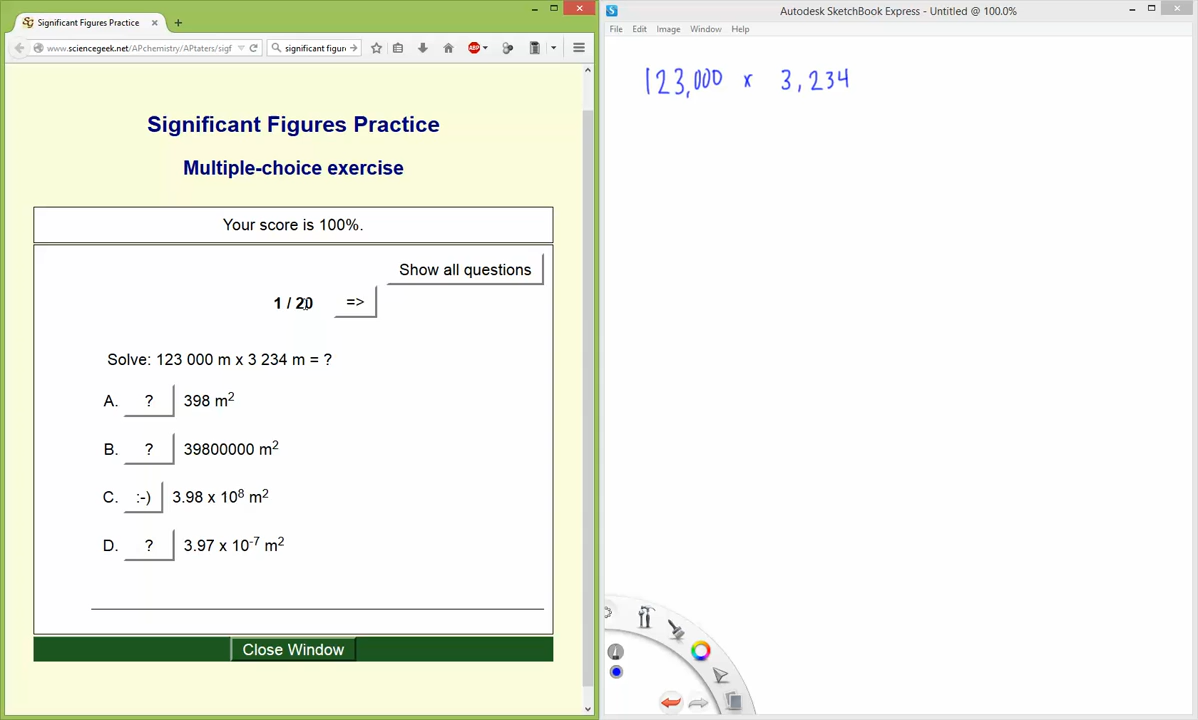 Significant Figures Practice × +
www.sciencegeek.net/APchemistry/APtaters/sigf
significant figure
ABP
Significant Figures Practice
Multiple-choice exercise
Your score is 100%.
Show all questions
1 / 20 =>
Solve: 123 000 m x 3 234 m = ?
A. ? 398 m²
B. ? 39800000 m²
C. :-) 3.98 x 10⁸ m²
D. ? 3.97 x 10⁻⁷ m²
Close Window
Autodesk SketchBook Express - Untitled @ 100.0%
File Edit Image Window Help
123,000 x 3,234